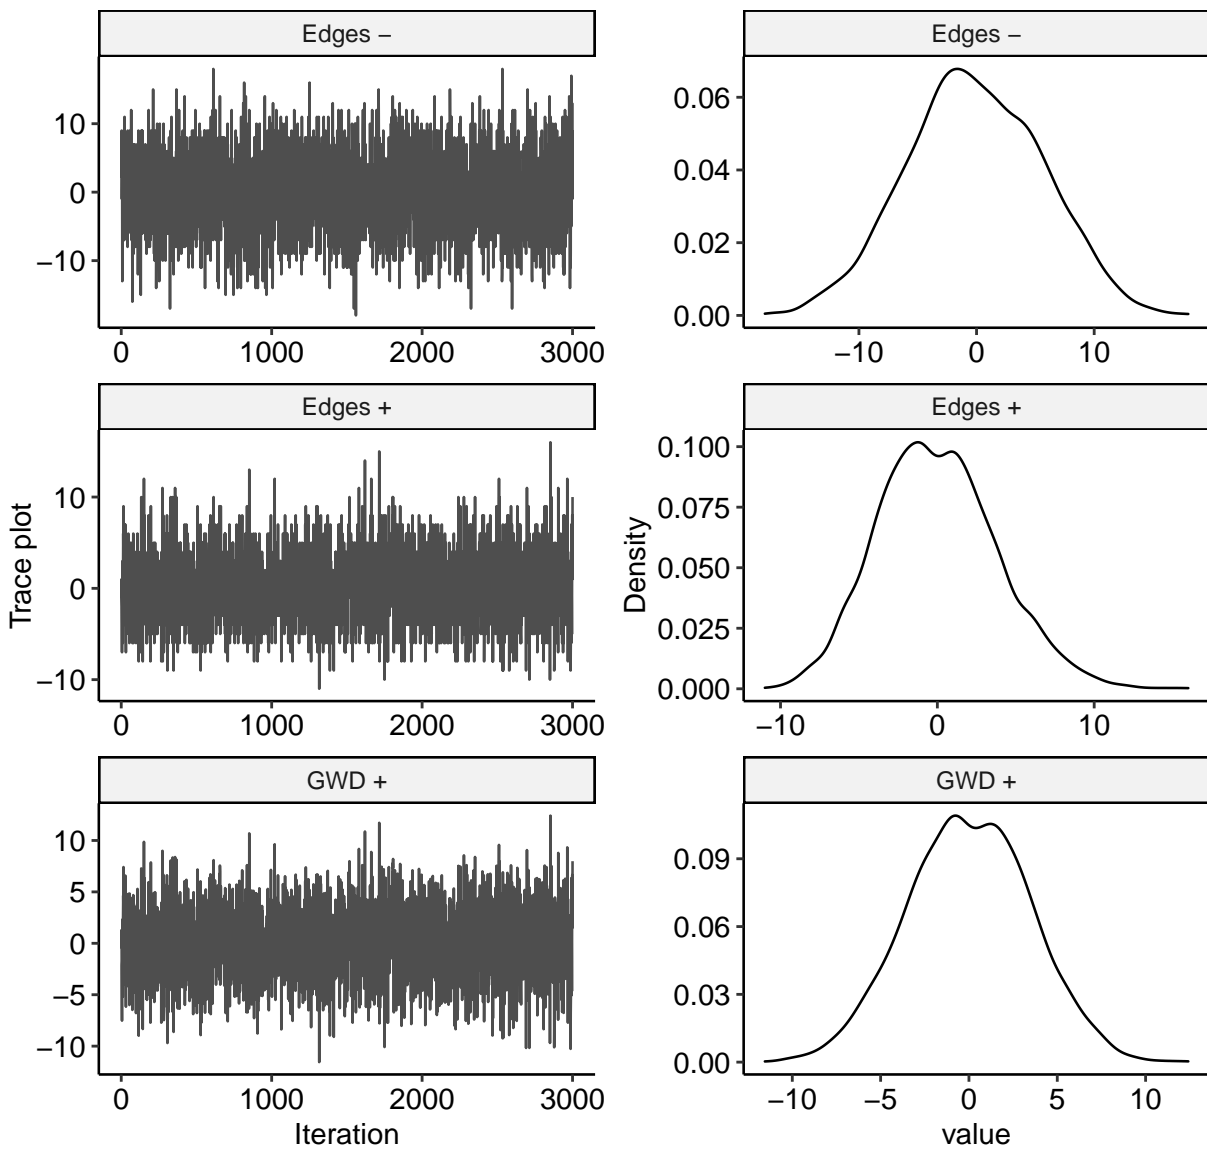 Edges −
Edges −
10
0
−10
0 1000 2000 3000
0.06
0.04
0.02
0.00
−10 0 10
Edges +
Edges +
Trace plot
10
0
−10
0 1000 2000 3000
Density
0.100
0.075
0.050
0.025
0.000
−10 0 10
GWD +
GWD +
10
5
0
−5
−10
0 1000 2000 3000
Iteration
0.09
0.06
0.03
0.00
−10 −5 0 5 10
value